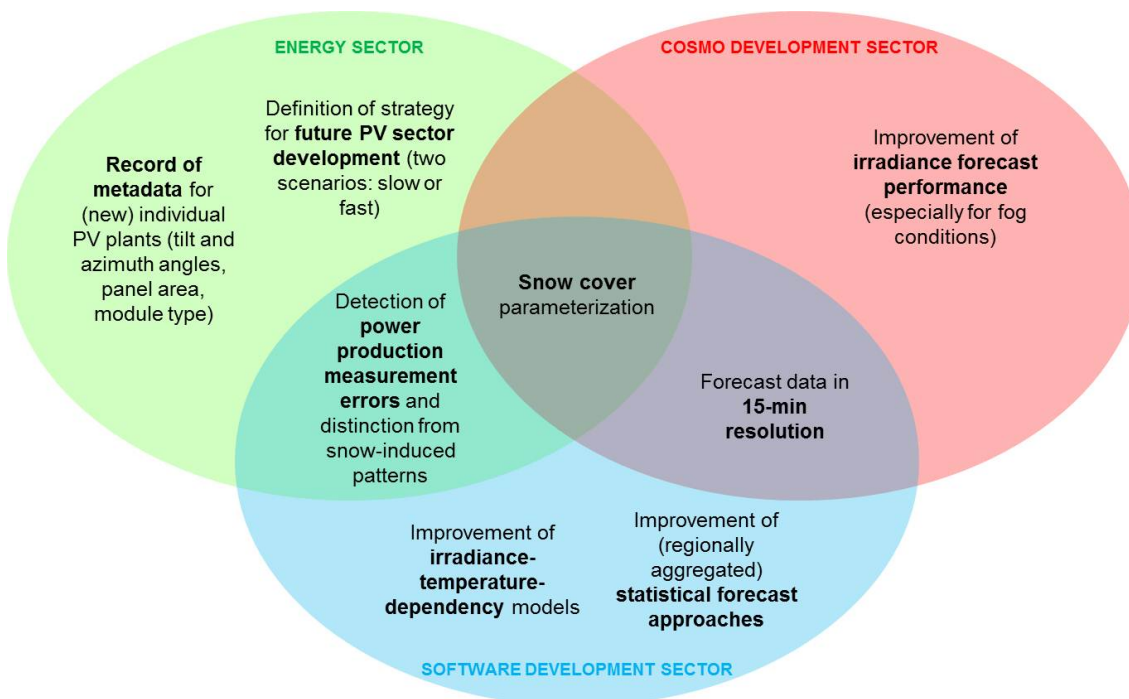 ENERGY SECTOR
COSMO DEVELOPMENT SECTOR
Definition of strategy
for future PV sector
development (two
scenarios: slow or
fast)
Record of
metadata for
(new) individual
PV plants (tilt and
azimuth angles,
panel area,
module type)
Improvement of
irradiance forecast
performance
(especially for fog
conditions)
Snow cover
parameterization
Detection of
power
production
measurement
errors and
distinction from
snow-induced
patterns
Forecast data in
15-min
resolution
Improvement of
irradiance-
temperature-
dependency models
Improvement of
(regionally
aggregated)
statistical forecast
approaches
SOFTWARE DEVELOPMENT SECTOR